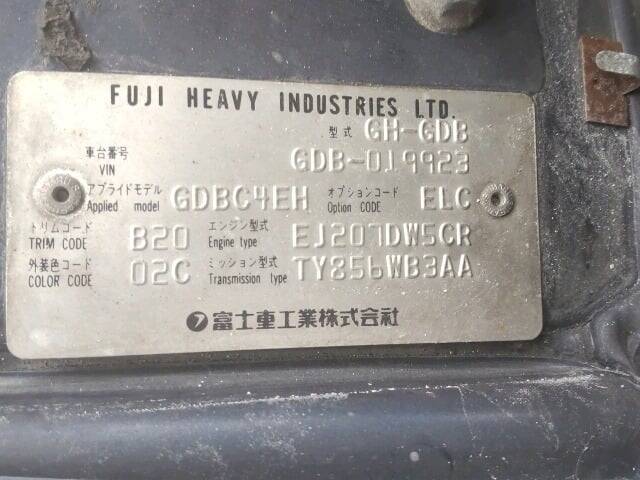 FUJI HEAVY INDUSTRIES LTD.
型式 GH-GDB
車台番号 VIN GDB-019923
アプライドモデル Applied model GDBC4EH オプションコード Option CODE ELC
トリムコード TRIM CODE B20 エンジン型式 Engine type EJ207DW5CR
外装色コード COLOR CODE 02C ミッション型式 Transmission type TY856WB3AA
富士重工業株式会社